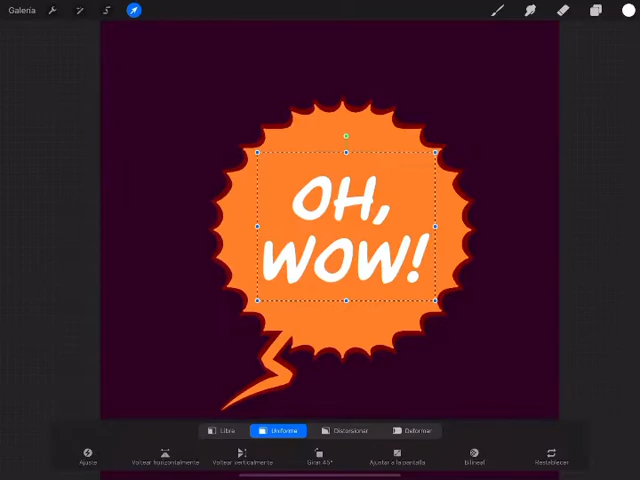 Galería
OH,
WOW!
Libre
Uniforme
Distorsionar
Deformar
Ajuste
Voltear horizontalmente
Voltear verticalmente
Girar 45°
Ajustar a la pantalla
Bilineal
Restablecer